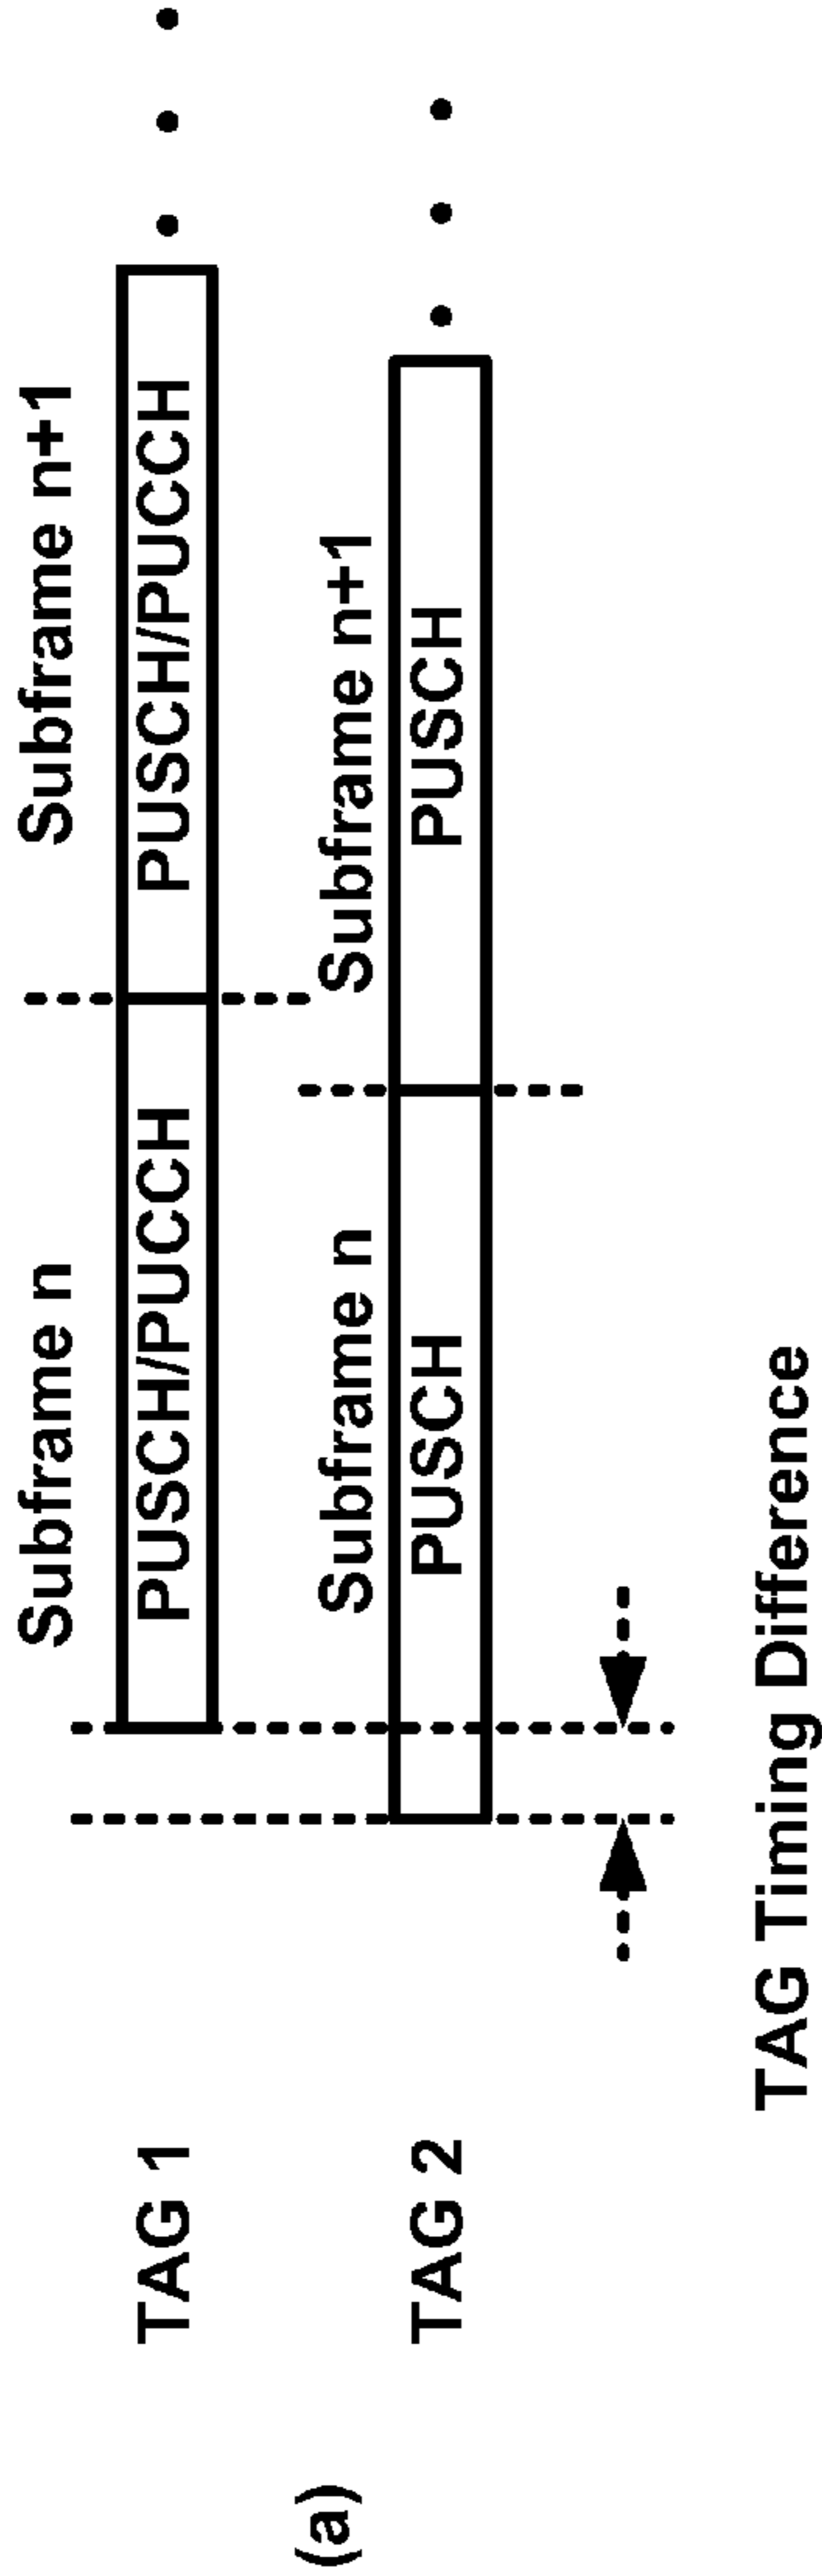 Subframe n
Subframe n+1
TAG 1
PUSCH/PUCCH
PUSCH/PUCCH
(a)
Subframe n
Subframe n+1
TAG 2
PUSCH
PUSCH
TAG Timing Difference